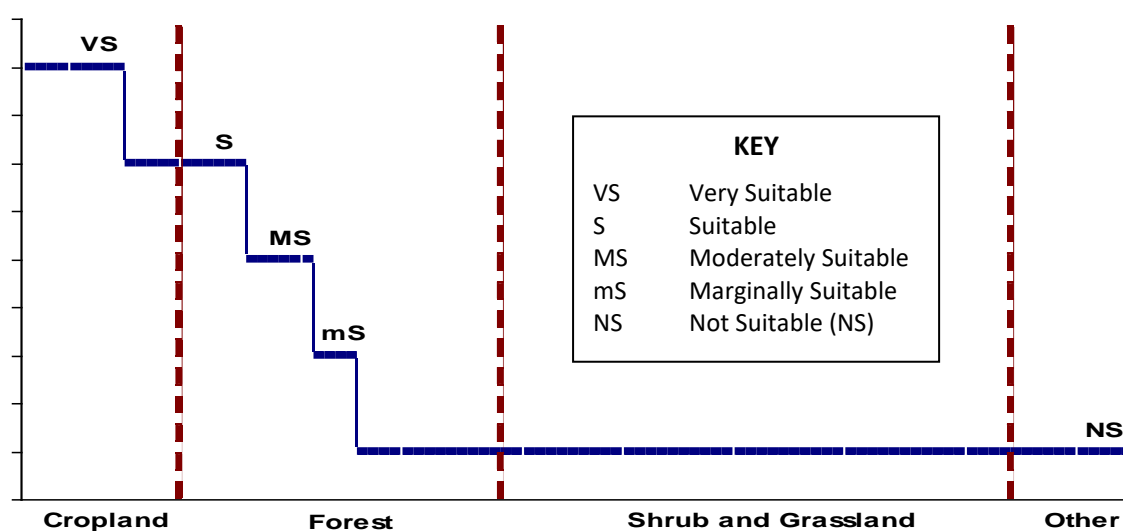 VS
S
MS
mS
NS
KEY
VS Very Suitable
S Suitable
MS Moderately Suitable
mS Marginally Suitable
NS Not Suitable (NS)
Cropland Forest Shrub and Grassland Other